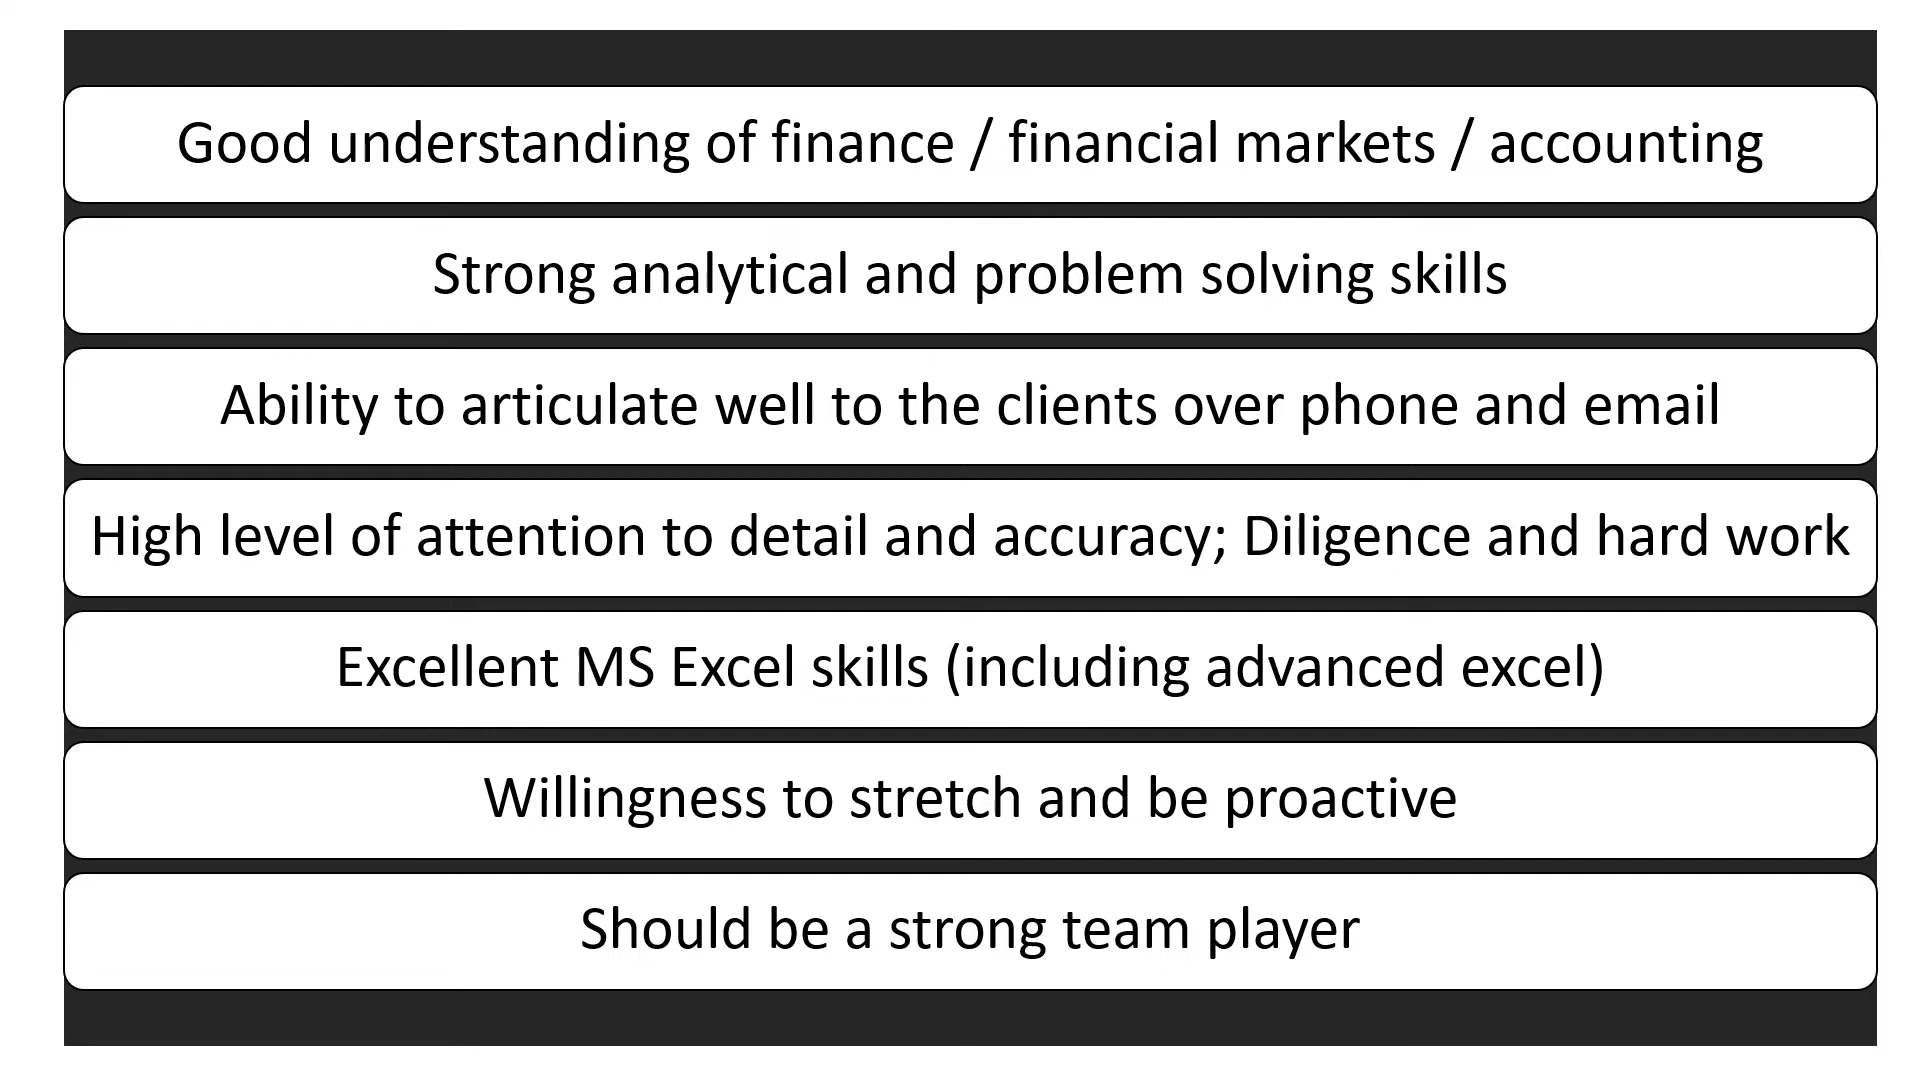 Good understanding of finance / financial markets / accounting
Strong analytical and problem solving skills
Ability to articulate well to the clients over phone and email
High level of attention to detail and accuracy; Diligence and hard work
Excellent MS Excel skills (including advanced excel)
Willingness to stretch and be proactive
Should be a strong team player